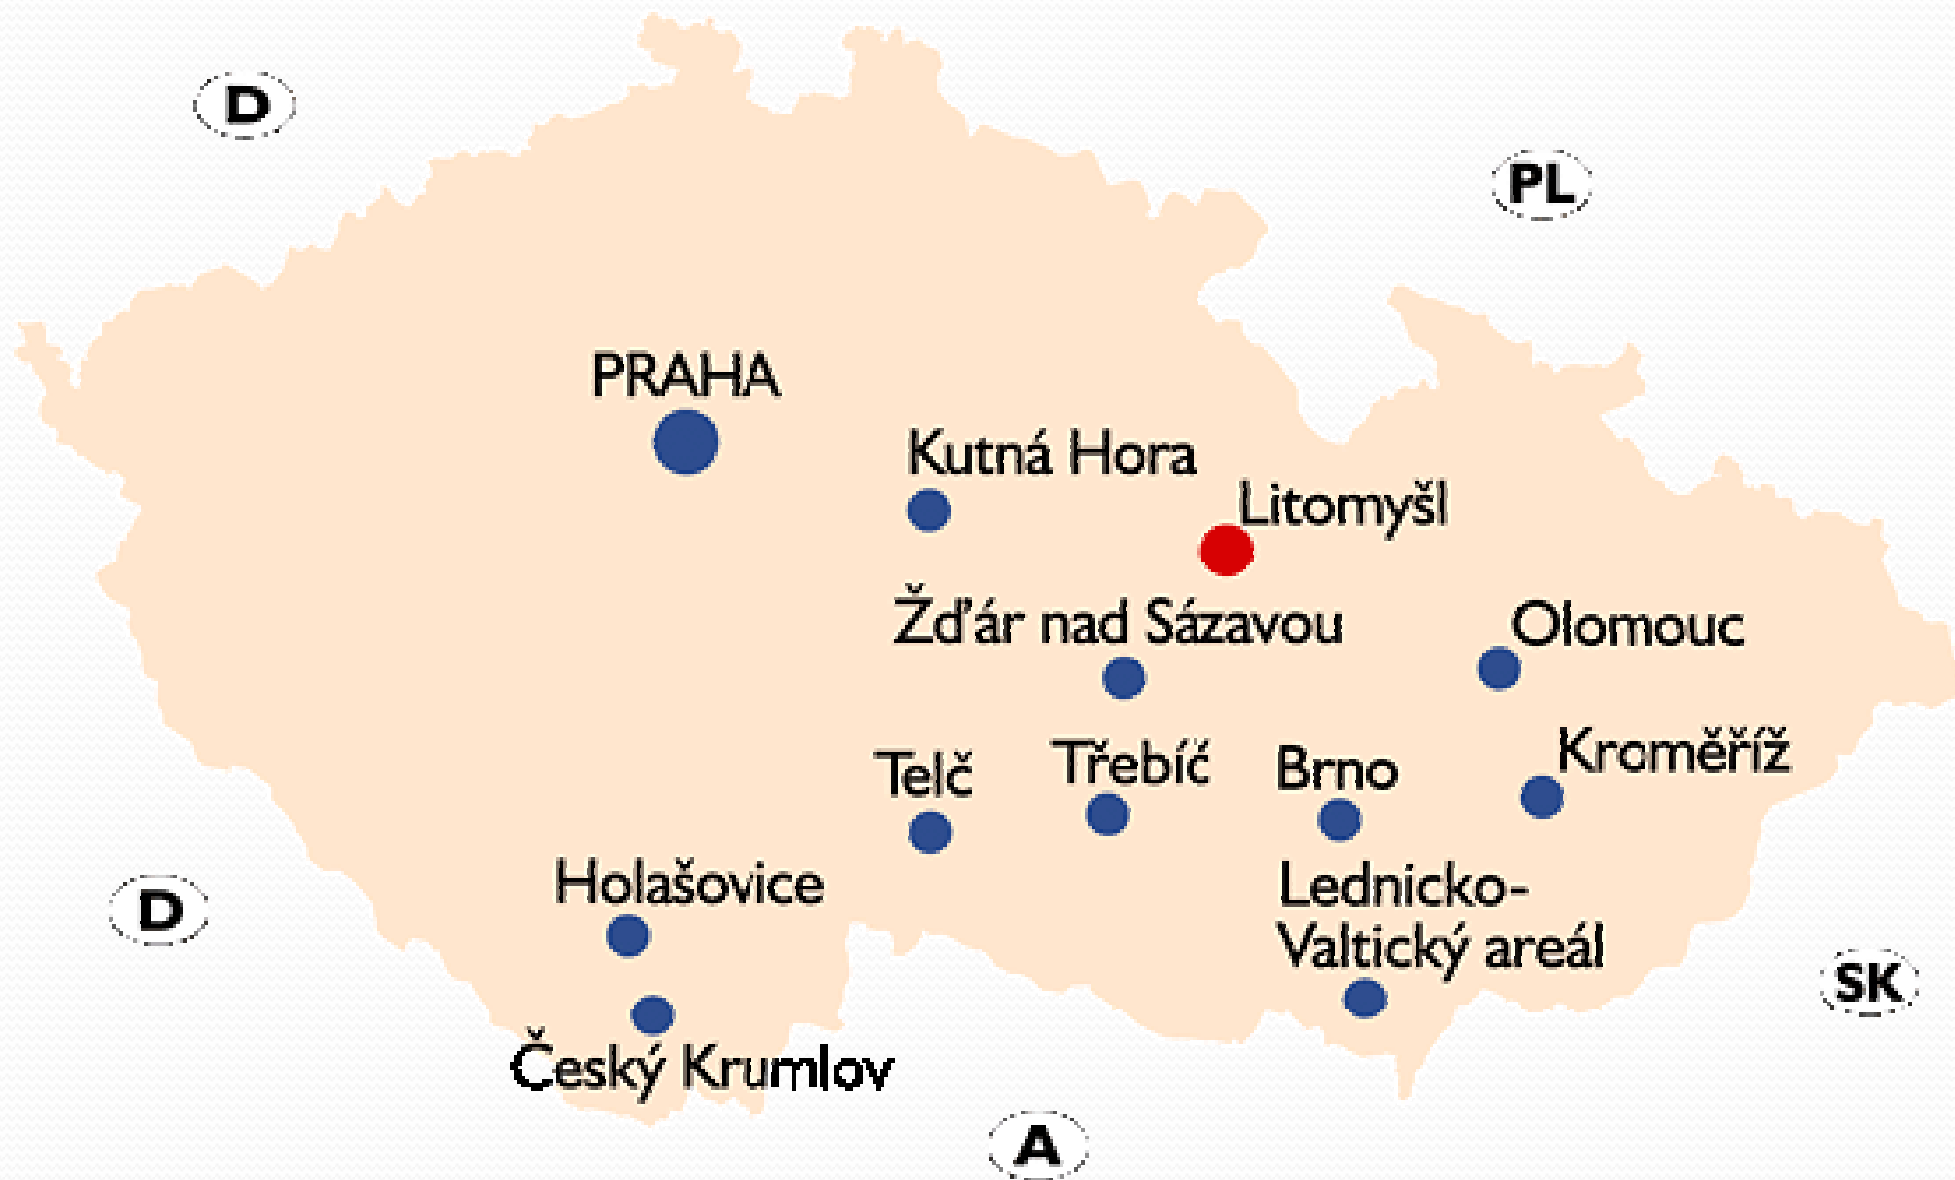 D
PL
PRAHA
Kutná Hora
Litomyšl
Žďár nad Sázavou
Olomouc
Kroměříž
Telč
Třebíč
Brno
Holašovice
Lednicko-
Valtický areál
D
SK
Český Krumlov
A